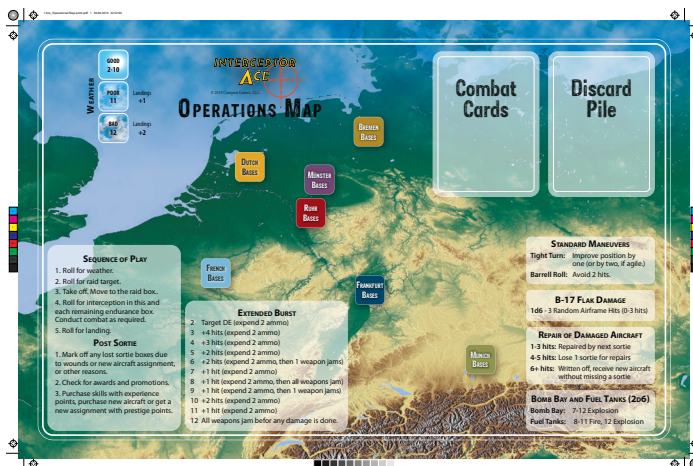 INTERCEPTOR
ACE
OPERATIONS MAP
WEATHER
GOOD
2-10
POOR
11
Landings
+1
BAD
12
Landings
+2
Combat
Cards
Discard
Pile
BREMEN
BASES
DUTCH
BASES
MÜNSTER
BASES
RUHR
BASES
FRENCH
BASES
FRANKFURT
BASES
MUNICH
BASES
SEQUENCE OF PLAY
1. Roll for weather.
2. Roll for raid target.
3. Take off. Move to the raid box.
4. Roll for interception in this and
each remaining endurance box.
Conduct combat as required.
5. Roll for landing.
POST SORTIE
1. Mark off any lost sortie boxes due
to wounds or new aircraft assignment,
or other reasons.
2. Check for awards and promotions.
3. Purchase skills with experience
points, purchase new aircraft or get a
new assignment with prestige points.
EXTENDED BURST
2 Target DE (expend 2 ammo)
3 +4 hits (expend 2 ammo)
4 +3 hits (expend 2 ammo)
5 +2 hits (expend 2 ammo)
6 +2 hits (expend 2 ammo, then 1 weapon jams)
7 +1 hit (expend 2 ammo)
8 +1 hit (expend 2 ammo, then all weapons jam)
9 +1 hit (expend 2 ammo, then 1 weapon jams)
10 +2 hits (expend 2 ammo)
11 +1 hit (expend 2 ammo)
12 All weapons jam befor any damage is done.
STANDARD MANEUVERS
Tight Turn: Improve position by
one (or by two, if agile.)
Barrell Roll: Avoid 2 hits.
B-17 FLAK DAMAGE
1d6 - 3 Random Airframe Hits (0-3 hits)
REPAIR OF DAMAGED AIRCRAFT
1-3 hits: Repaired by next sortie
4-5 hits: Lose 1 sortie for repairs
6+ hits: Written off, receive new aircraft
without missing a sortie
BOMB BAY AND FUEL TANKS (2D6)
Bomb Bay: 7-12 Explosion
Fuel Tanks: 8-11 Fire, 12 Explosion